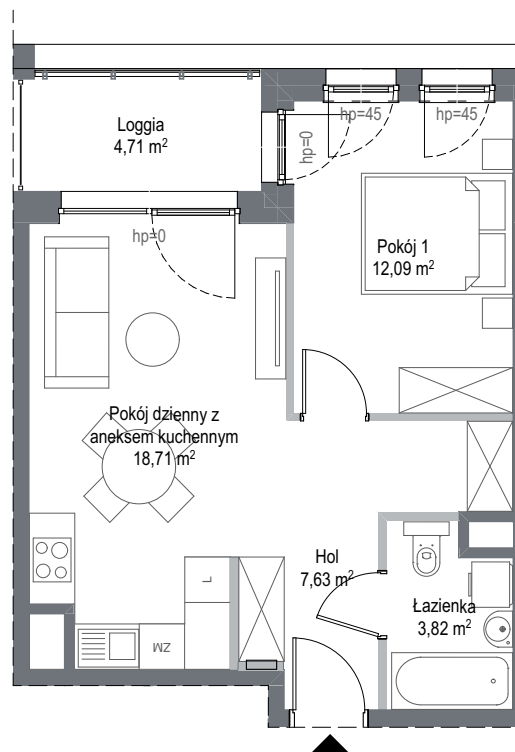 Loggia
4,71 m²
hp=45
hp=45
hp=0
hp=0
Pokój 1
12,09 m²
Pokój dzienny z
aneksem kuchennym
18,71 m²
Hol
7,63 m²
L
ZM
Łazienka
3,82 m²